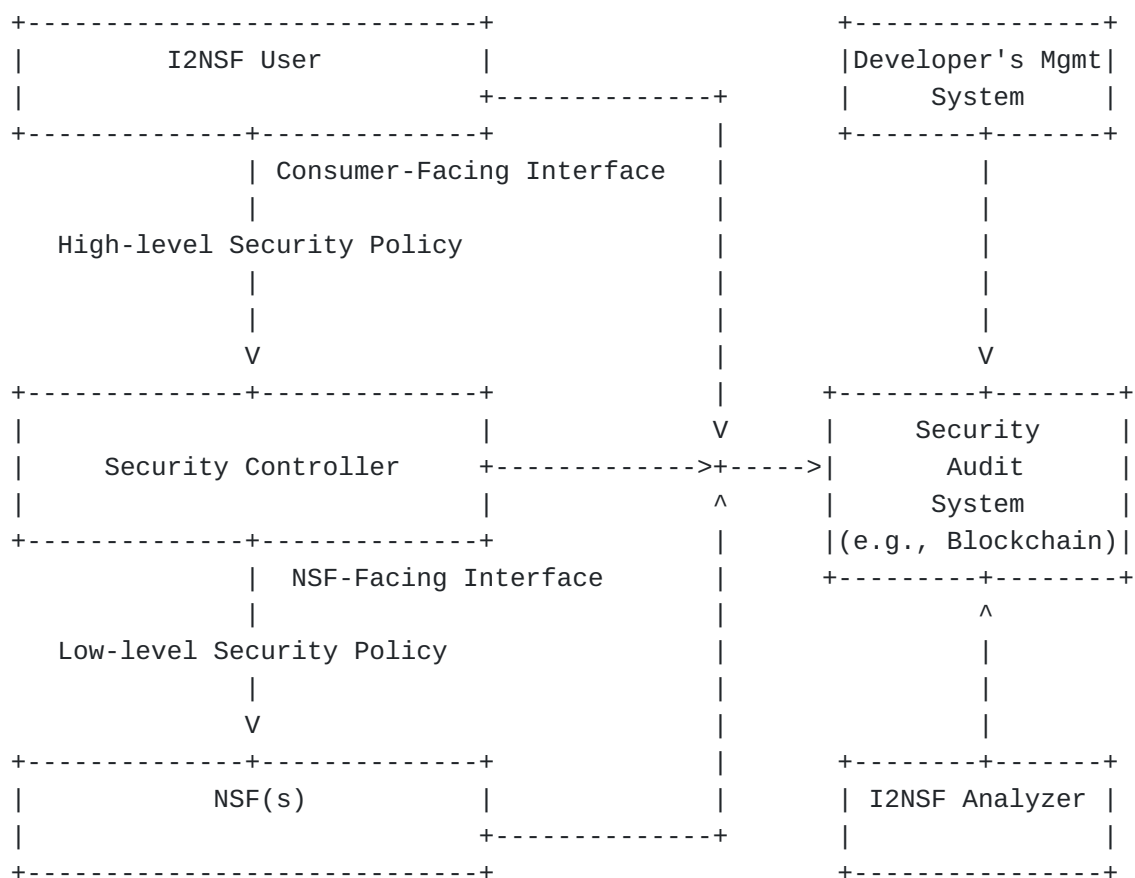 I2NSF User
Developer's Mgmt
System
Consumer-Facing Interface
High-level Security Policy
Security Controller
Security
Audit
System
(e.g., Blockchain)
NSF-Facing Interface
Low-level Security Policy
NSF(s)
I2NSF Analyzer